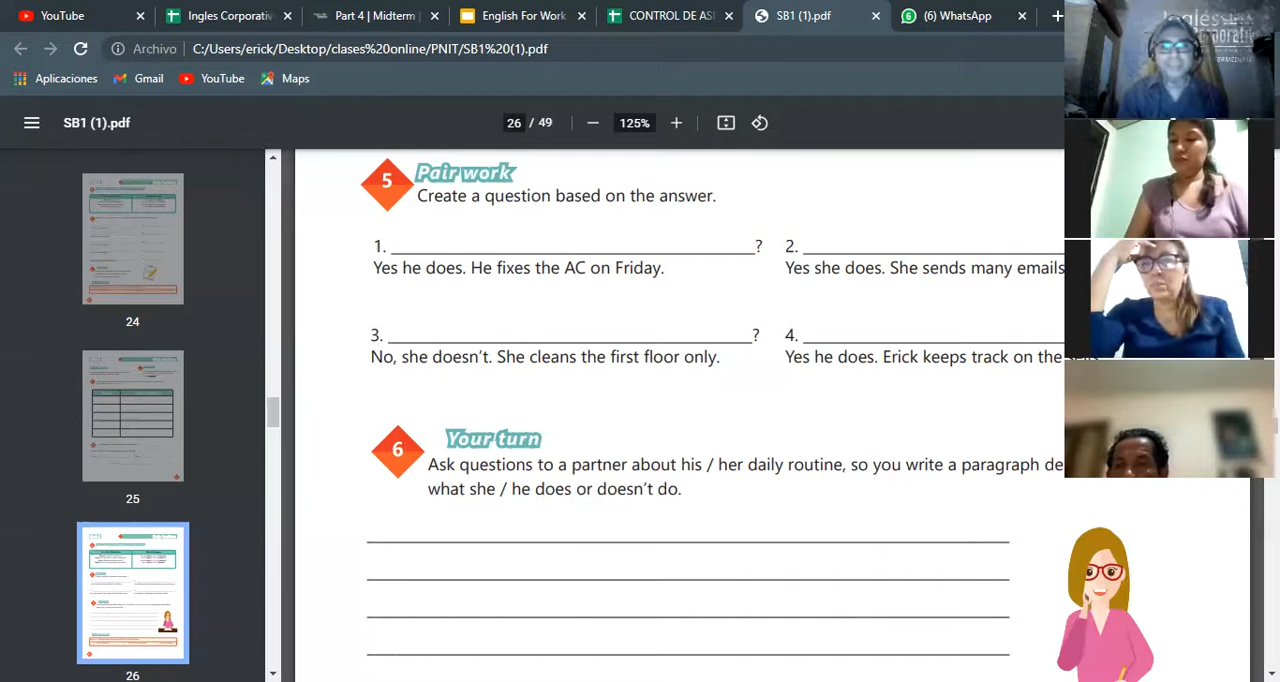 YouTube
Ingles Corporativ
Part 4 | Midterm
English For Work
CONTROL DE ASI
SB1 (1).pdf
6
(6) WhatsApp
Archivo
C:/Users/erick/Desktop/clases%20online/PNIT/SB1%20(1).pdf
Aplicaciones
Gmail
YouTube
Maps
SB1 (1).pdf
26 / 49
125%
24
25
26
5
Pair work
Create a question based on the answer.
1. ?
Yes he does. He fixes the AC on Friday.
2.
Yes she does. She sends many emails
3. ?
No, she doesn't. She cleans the first floor only.
4.
Yes he does. Erick keeps track on the
6
Your turn
Ask questions to a partner about his / her daily routine, so you write a paragraph de
what she / he does or doesn't do.